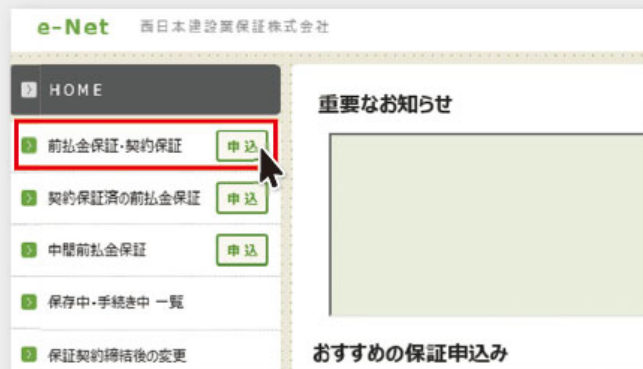 e-Net 西日本建設業保証株式会社
HOME
前払金保証・契約保証 申込
契約保証済の前払金保証 申込
中間前払金保証 申込
保存中・手続き中 一覧
保証契約締結後の変更
重要なお知らせ
おすすめの保証申込み